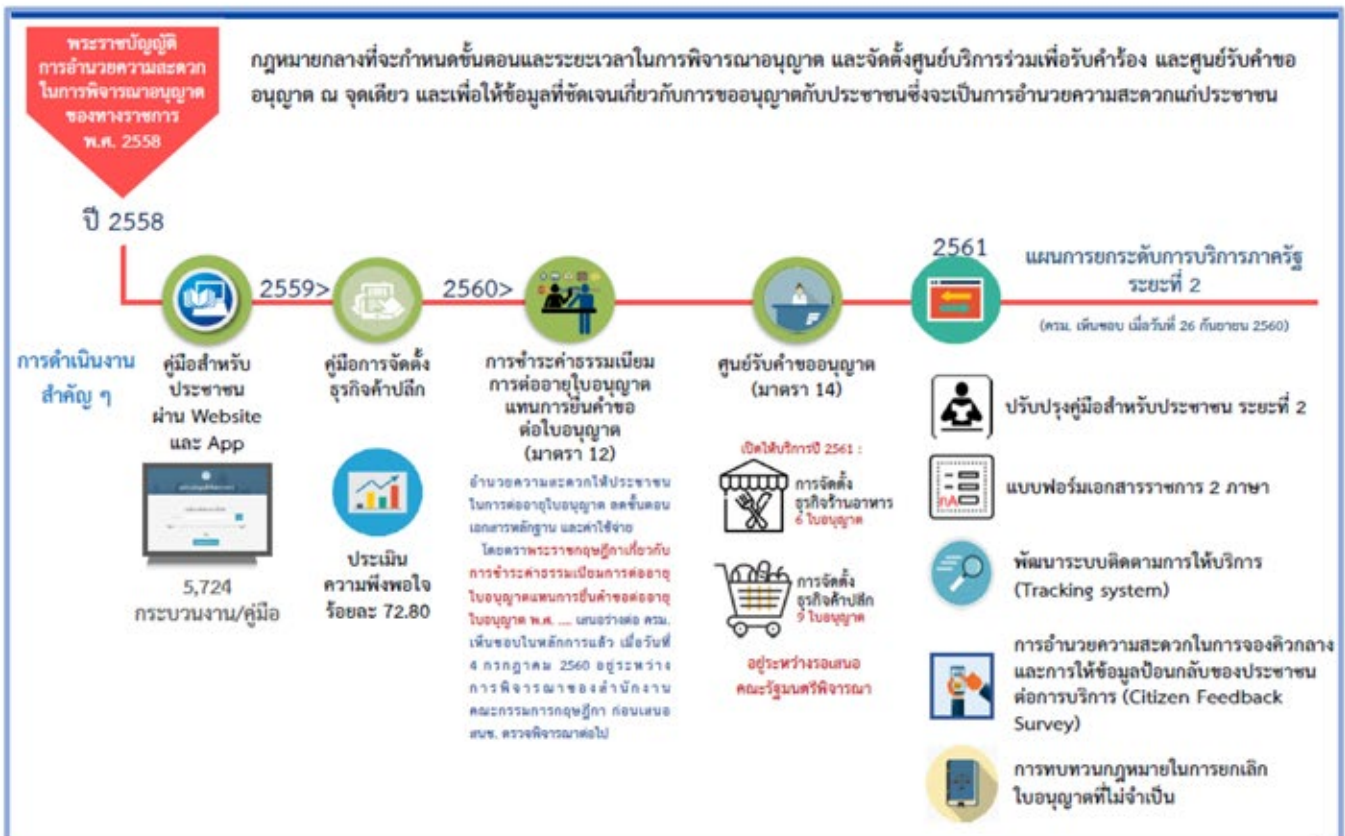 พระราชบัญญัติ
การอำนวยความสะดวก
ในการพิจารณาอนุญาต
ของทางราชการ
พ.ศ. 2558
กฎหมายกลางที่จะกำหนดขั้นตอนและระยะเวลาในการพิจารณาอนุญาต และจัดตั้งศูนย์บริการร่วมเพื่อรับคำร้อง และศูนย์รับคำขอ
อนุญาต ณ จุดเดียว และเพื่อให้ข้อมูลที่ชัดเจนเกี่ยวกับการขออนุญาตกับประชาชนซึ่งจะเป็นการอำนวยความสะดวกแก่ประชาชน
ปี 2558
2559>
2560>
2561
แผนการยกระดับการบริการภาครัฐ
ระยะที่ 2
(ครม. เห็นชอบ เมื่อวันที่ 26 กันยายน 2560)
การดำเนินงาน
สำคัญ ๆ
คู่มือสำหรับ
ประชาชน
ผ่าน Website
และ App
5,724
กระบวนงาน/คู่มือ
คู่มือการจัดตั้ง
ธุรกิจค้าปลีก
ประเมิน
ความพึงพอใจ
ร้อยละ 72.80
การชำระค่าธรรมเนียม
การต่ออายุใบอนุญาต
แทนการยื่นคำขอ
ต่อใบอนุญาต
(มาตรา 12)
อำนวยความสะดวกให้ประชาชน
ในการต่ออายุใบอนุญาต ลดขั้นตอน
เอกสารหลักฐาน และค่าใช้จ่าย
โดยตราพระราชกฤษฎีกาเกี่ยวกับ
การชำระค่าธรรมเนียมการต่ออายุ
ใบอนุญาตแทนการยื่นคำขอต่ออายุ
ใบอนุญาต พ.ศ. .... เสนอร่างต่อ ครม.
เห็นชอบในหลักการแล้ว เมื่อวันที่
4 กรกฎาคม 2560 อยู่ระหว่าง
การพิจารณาของสำนักงาน
คณะกรรมการกฤษฎีกา ก่อนเสนอ
สนช. ตรวจพิจารณาต่อไป
ศูนย์รับคำขออนุญาต
(มาตรา 14)
เปิดให้บริการปี 2561 :
การจัดตั้ง
ธุรกิจร้านอาหาร
6 ใบอนุญาต
การจัดตั้ง
ธุรกิจค้าปลีก
9 ใบอนุญาต
อยู่ระหว่างรอเสนอ
คณะรัฐมนตรีพิจารณา
ปรับปรุงคู่มือสำหรับประชาชน ระยะที่ 2
nA
แบบฟอร์มเอกสารราชการ 2 ภาษา
พัฒนาระบบติดตามการให้บริการ
(Tracking system)
การอำนวยความสะดวกในการจองคิวกลาง
และการให้ข้อมูลป้อนกลับของประชาชน
ต่อการบริการ (Citizen Feedback
Survey)
การทบทวนกฎหมายในการยกเลิก
ใบอนุญาตที่ไม่จำเป็น